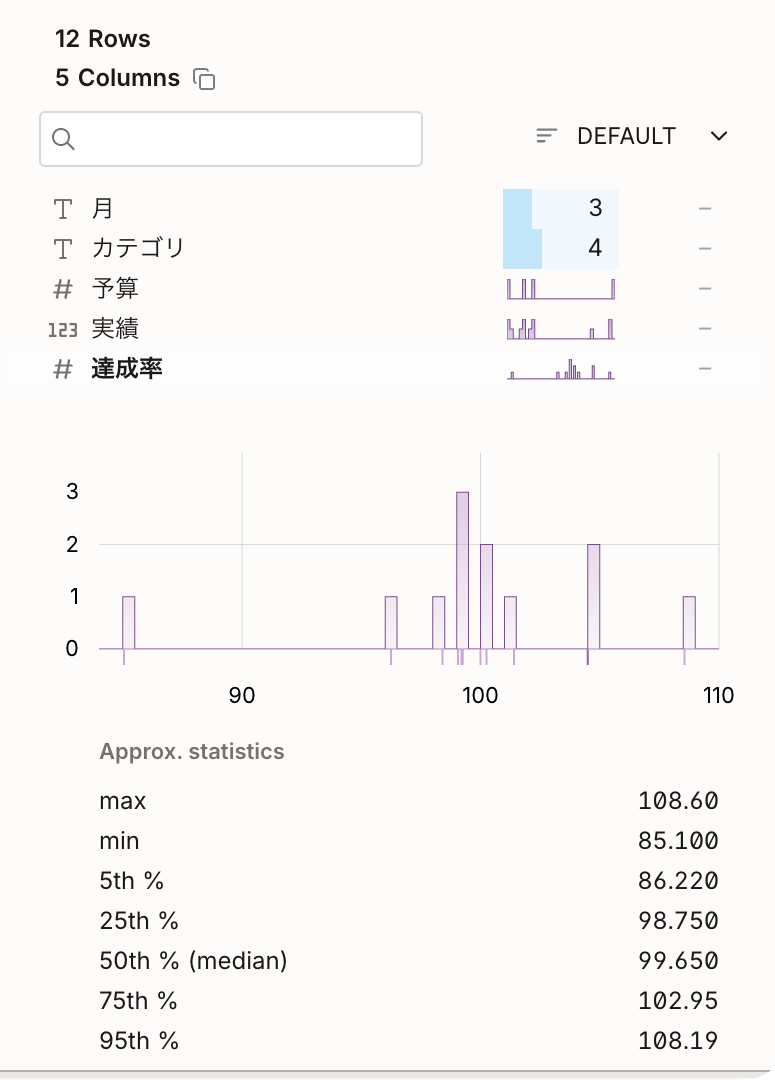 12 Rows
5 Columns
DEFAULT
T 月 3 –
T カテゴリ 4 –
# 予算 –
123 実績 –
# 達成率 –
3
2
1
0
90 100 110
Approx. statistics
max 108.60
min 85.100
5th % 86.220
25th % 98.750
50th % (median) 99.650
75th % 102.95
95th % 108.19